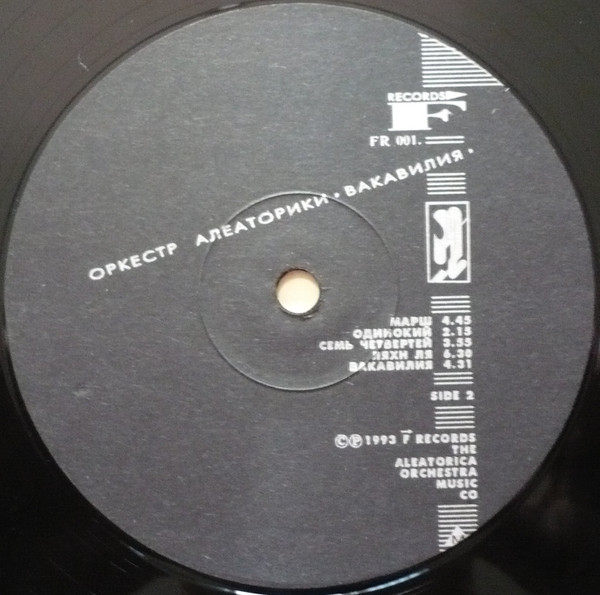 RECORDS
F
FR 001.
ОРКЕСТР АЛЕАТОРИКИ • ВАКАВИЛИЯ •
МАРШ 4.45
ОДИНОКИЙ 2.15
СЕМЬ ЧЕТВЕРТЕЙ 3.55
ЛЯХН ЛЯ 6.30
ВАКАВИЛИЯ 4.31
SIDE 2
©℗ 1993 F RECORDS
THE
ALEATORICA
ORCHESTRA
MUSIC
CO